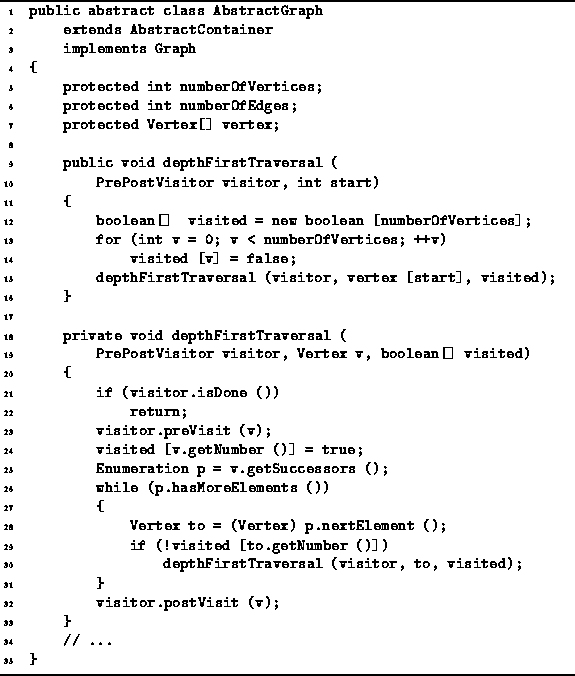 1 public abstract class AbstractGraph
2 extends AbstractContainer
3 implements Graph
4 {
5 protected int numberOfVertices;
6 protected int numberOfEdges;
7 protected Vertex[] vertex;
8
9 public void depthFirstTraversal (
10 PrePostVisitor visitor, int start)
11 {
12 boolean[] visited = new boolean [numberOfVertices];
13 for (int v = 0; v < numberOfVertices; ++v)
14 visited [v] = false;
15 depthFirstTraversal (visitor, vertex [start], visited);
16 }
17
18 private void depthFirstTraversal (
19 PrePostVisitor visitor, Vertex v, boolean[] visited)
20 {
21 if (visitor.isDone ())
22 return;
23 visitor.preVisit (v);
24 visited [v.getNumber ()] = true;
25 Enumeration p = v.getSuccessors ();
26 while (p.hasMoreElements ())
27 {
28 Vertex to = (Vertex) p.nextElement ();
29 if (!visited [to.getNumber ()])
30 depthFirstTraversal (visitor, to, visited);
31 }
32 visitor.postVisit (v);
33 }
34 // ...
35 }